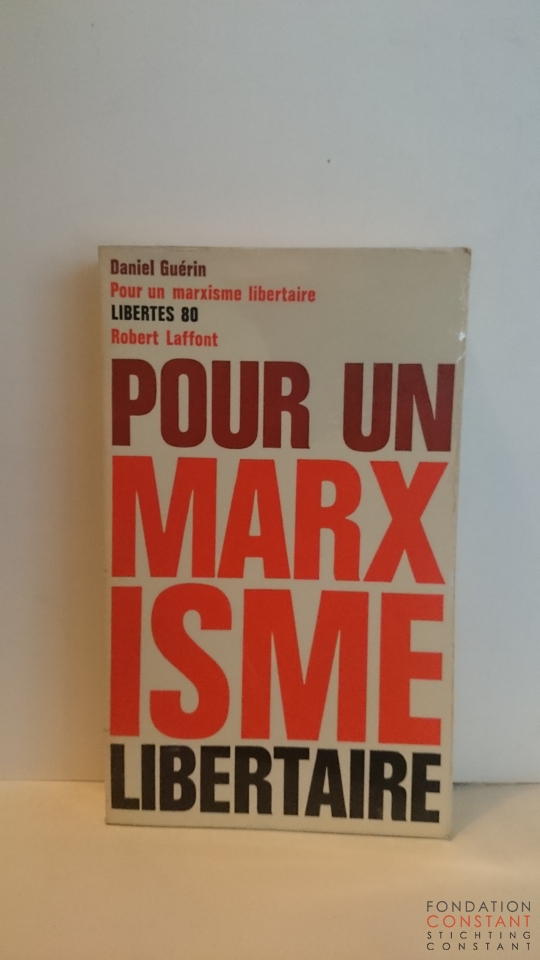 Daniel Guérin
Pour un marxisme libertaire
LIBERTES 80
Robert Laffont
POUR UN
MARX
ISME
LIBERTAIRE
FONDATION
CONSTANT
STICHTING
CONSTANT